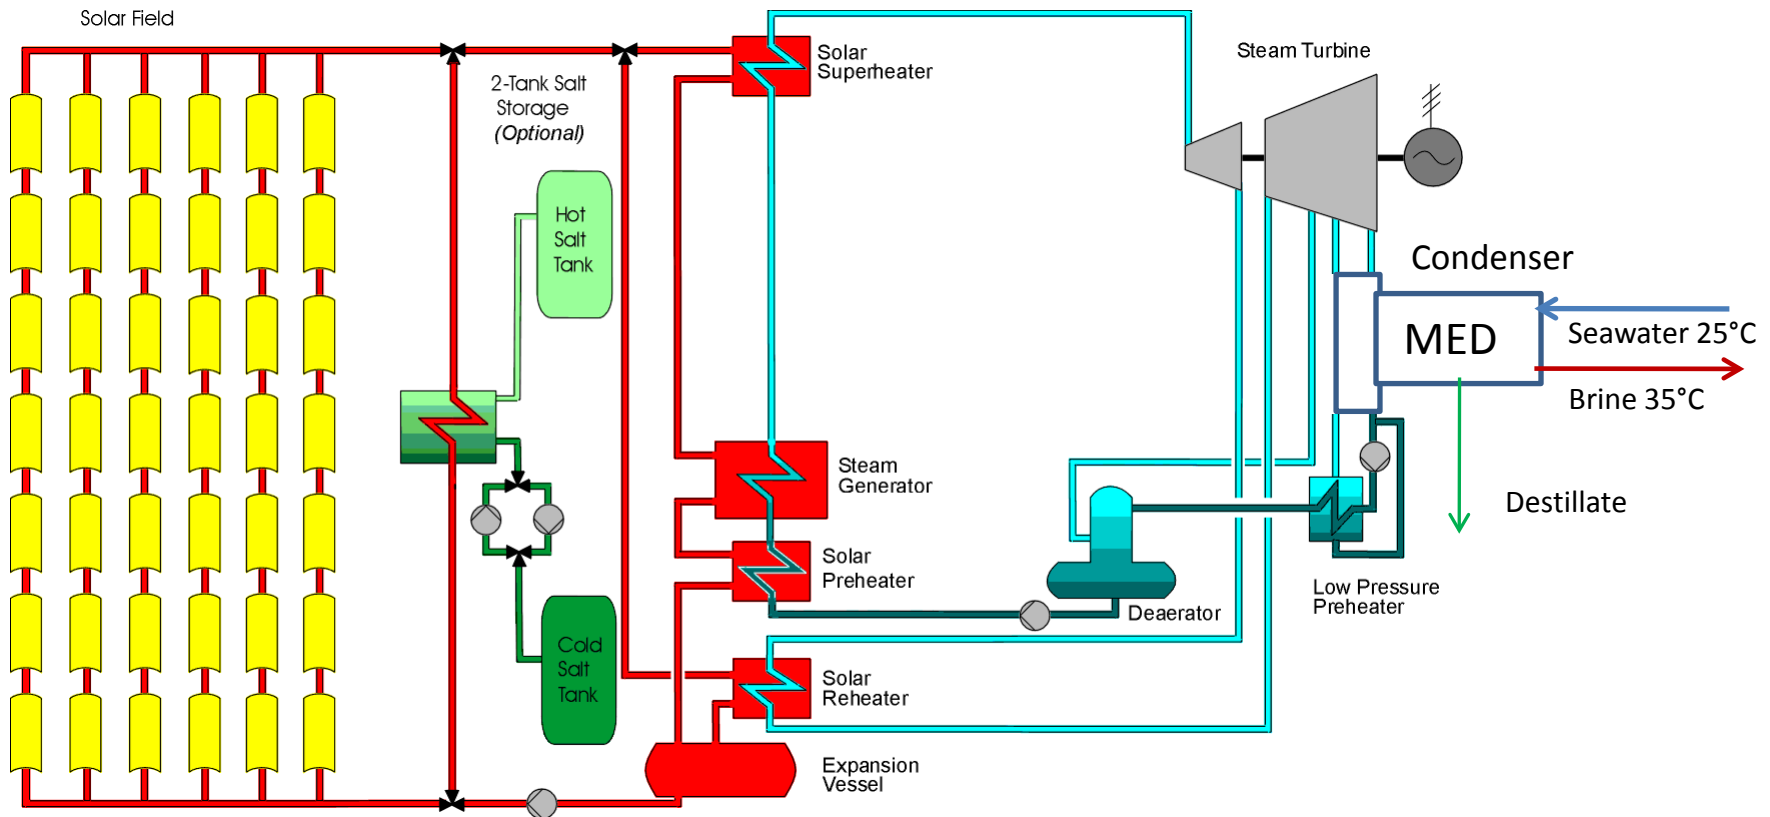 Solar Field
2-Tank Salt
Storage
(Optional)
Hot
Salt
Tank
Cold
Salt
Tank
Solar
Superheater
Steam
Generator
Solar
Preheater
Solar
Reheater
Expansion
Vessel
Deaerator
Low Pressure
Preheater
Steam Turbine
Condenser
MED
Seawater 25°C
Brine 35°C
Destillate